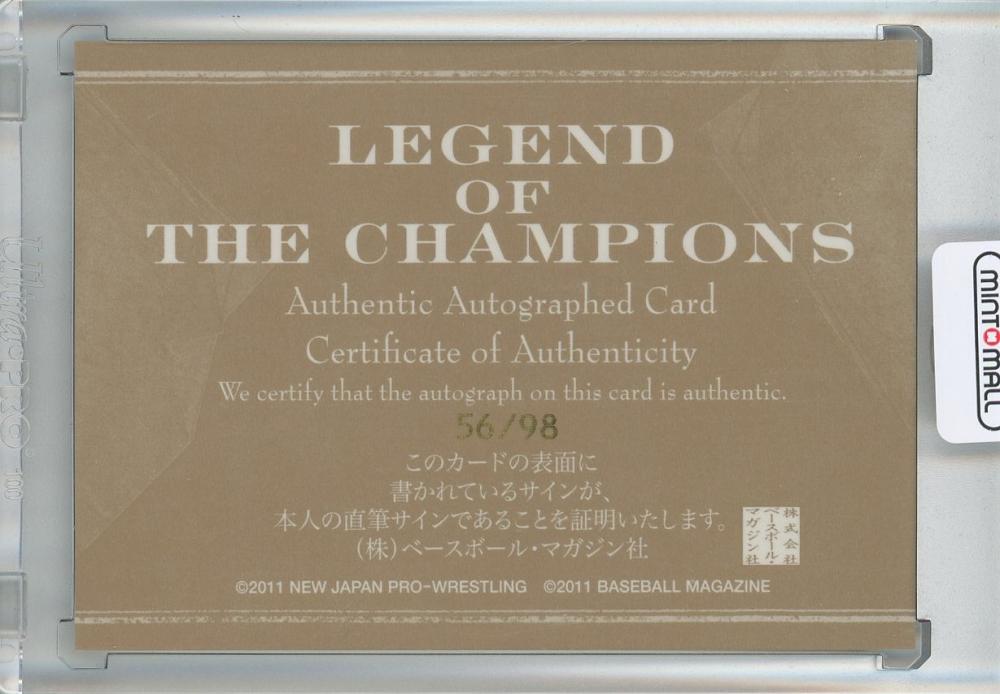 LEGEND
OF
THE CHAMPIONS
Authentic Autographed Card
Certificate of Authenticity
We certify that the autograph on this card is authentic.
56/98
このカードの表面に
書かれているサインが、
本人の直筆サインであることを証明いたします。
(株)ベースボール・マガジン社
株式会社
ベースボール・
マガジン社
©2011 NEW JAPAN PRO-WRESTLING ©2011 BASEBALL MAGAZINE
MINT MALL
Ultra•PRO®
100